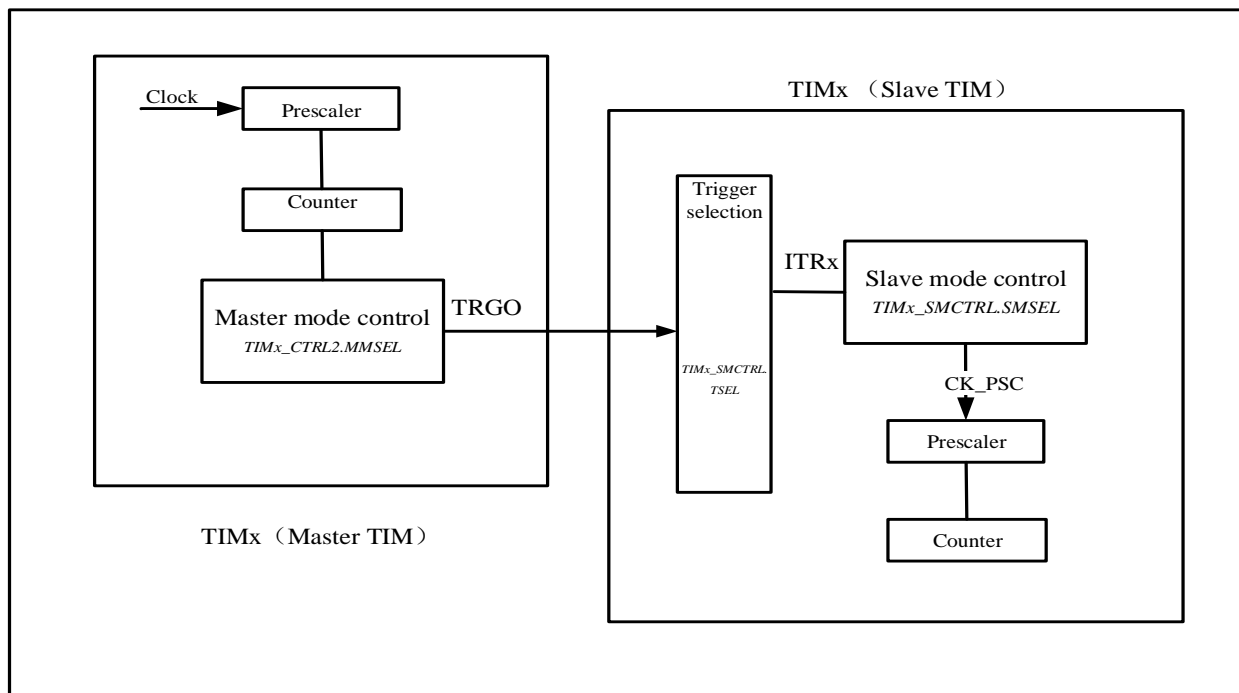 Clock
Prescaler
Counter
Master mode control
TIMx_CTRL2.MMSEL
TRGO
TIMx（Master TIM）
TIMx （Slave TIM）
Trigger
selection
TIMx_SMCTRL.
TSEL
ITRx
Slave mode control
TIMx_SMCTRL.SMSEL
CK_PSC
Prescaler
Counter